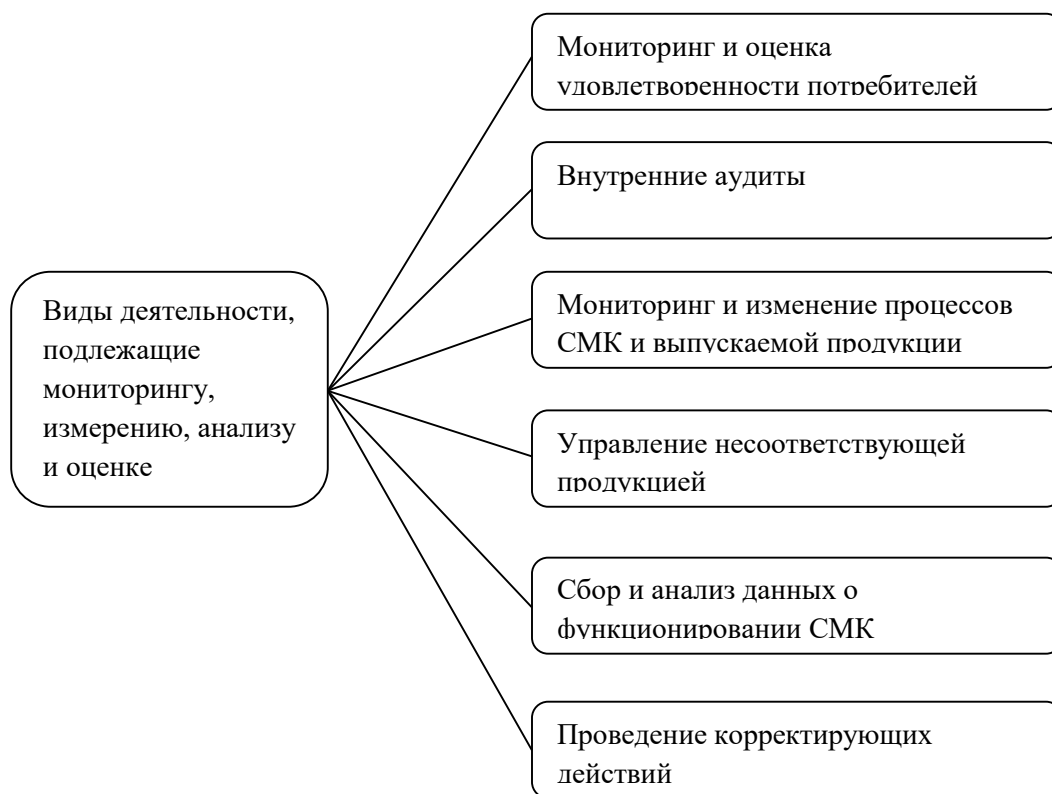 Мониторинг и оценка
удовлетворенности потребителей
Внутренние аудиты
Мониторинг и изменение процессов
СМК и выпускаемой продукции
Виды деятельности,
подлежащие
мониторингу,
измерению, анализу
и оценке
Управление несоответствующей
продукцией
Сбор и анализ данных о
функционировании СМК
Проведение корректирующих
действий